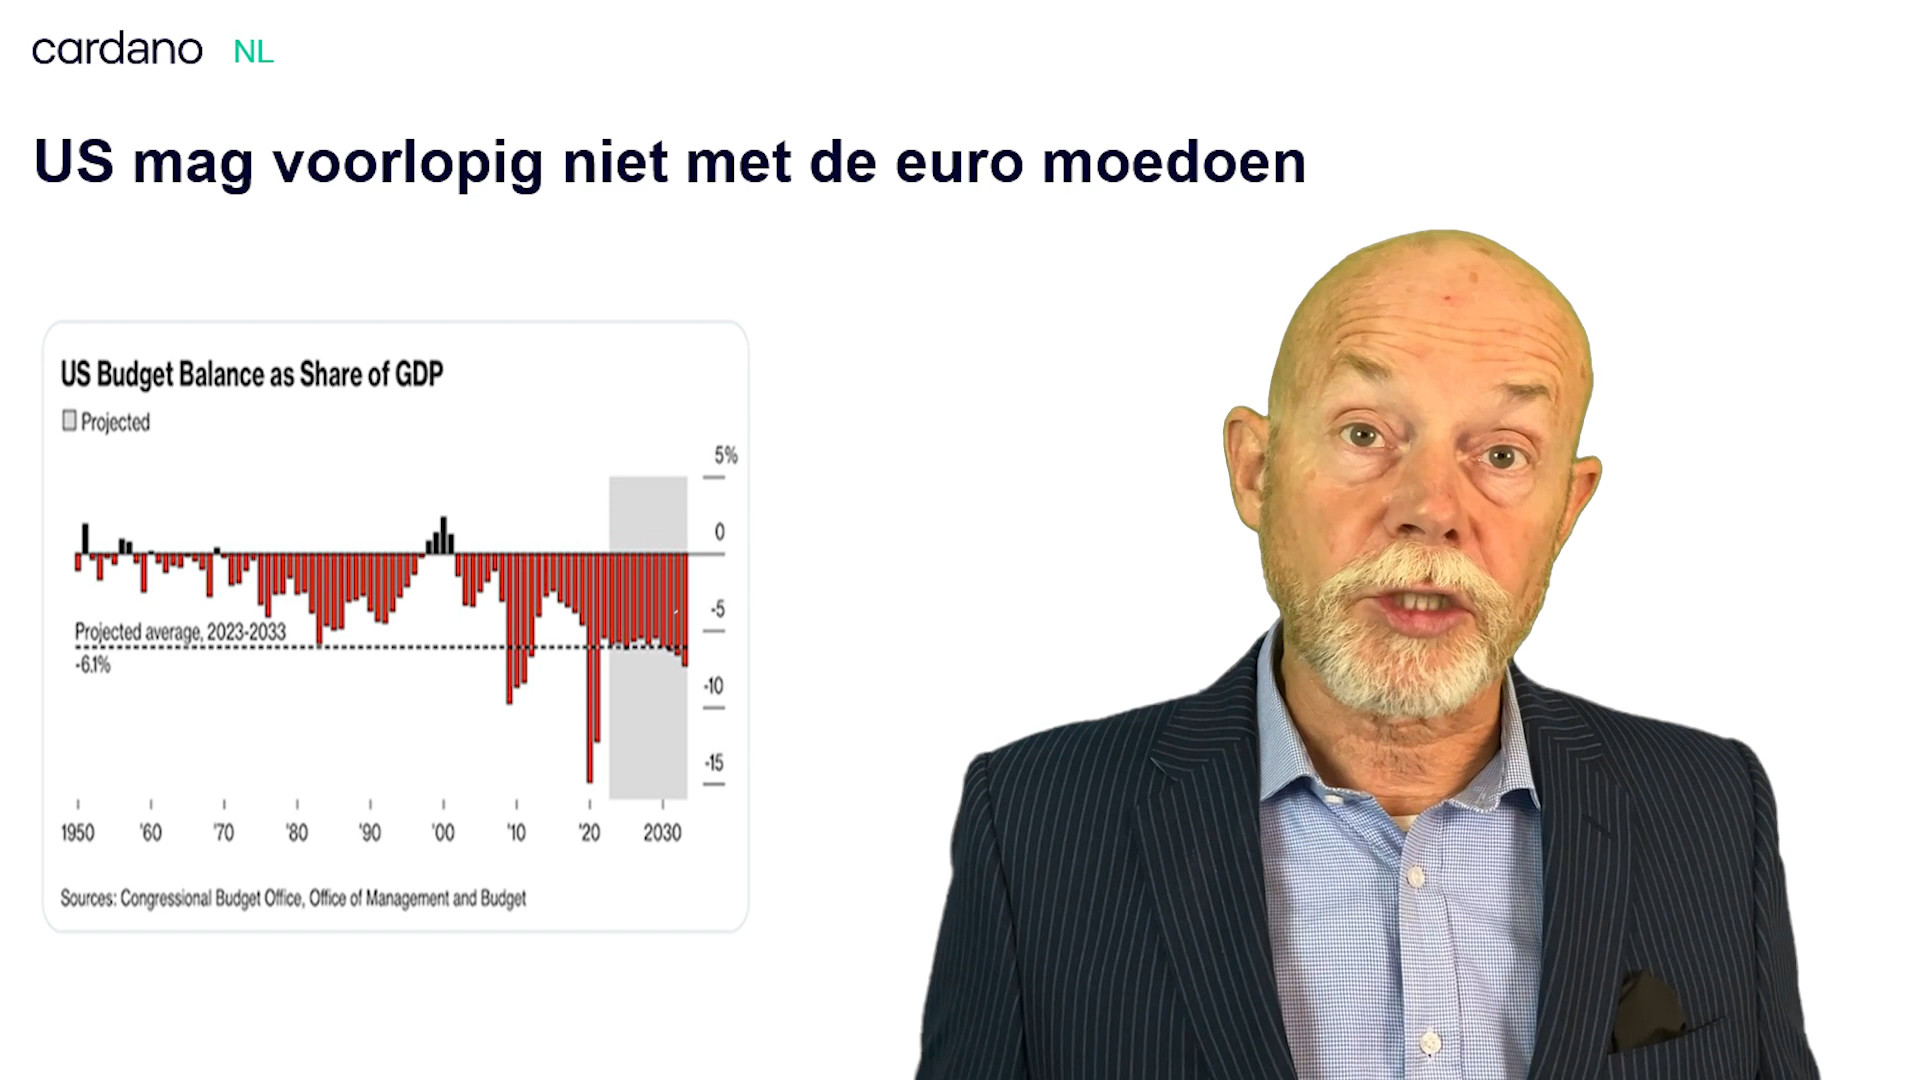 cardano NL
US mag voorlopig niet met de euro moedoen
US Budget Balance as Share of GDP
Projected
5%
0
-5
Projected average, 2023-2033
-6.1%
-10
-15
1950 '60 '70 '80 '90 '00 '10 '20 2030
Sources: Congressional Budget Office, Office of Management and Budget